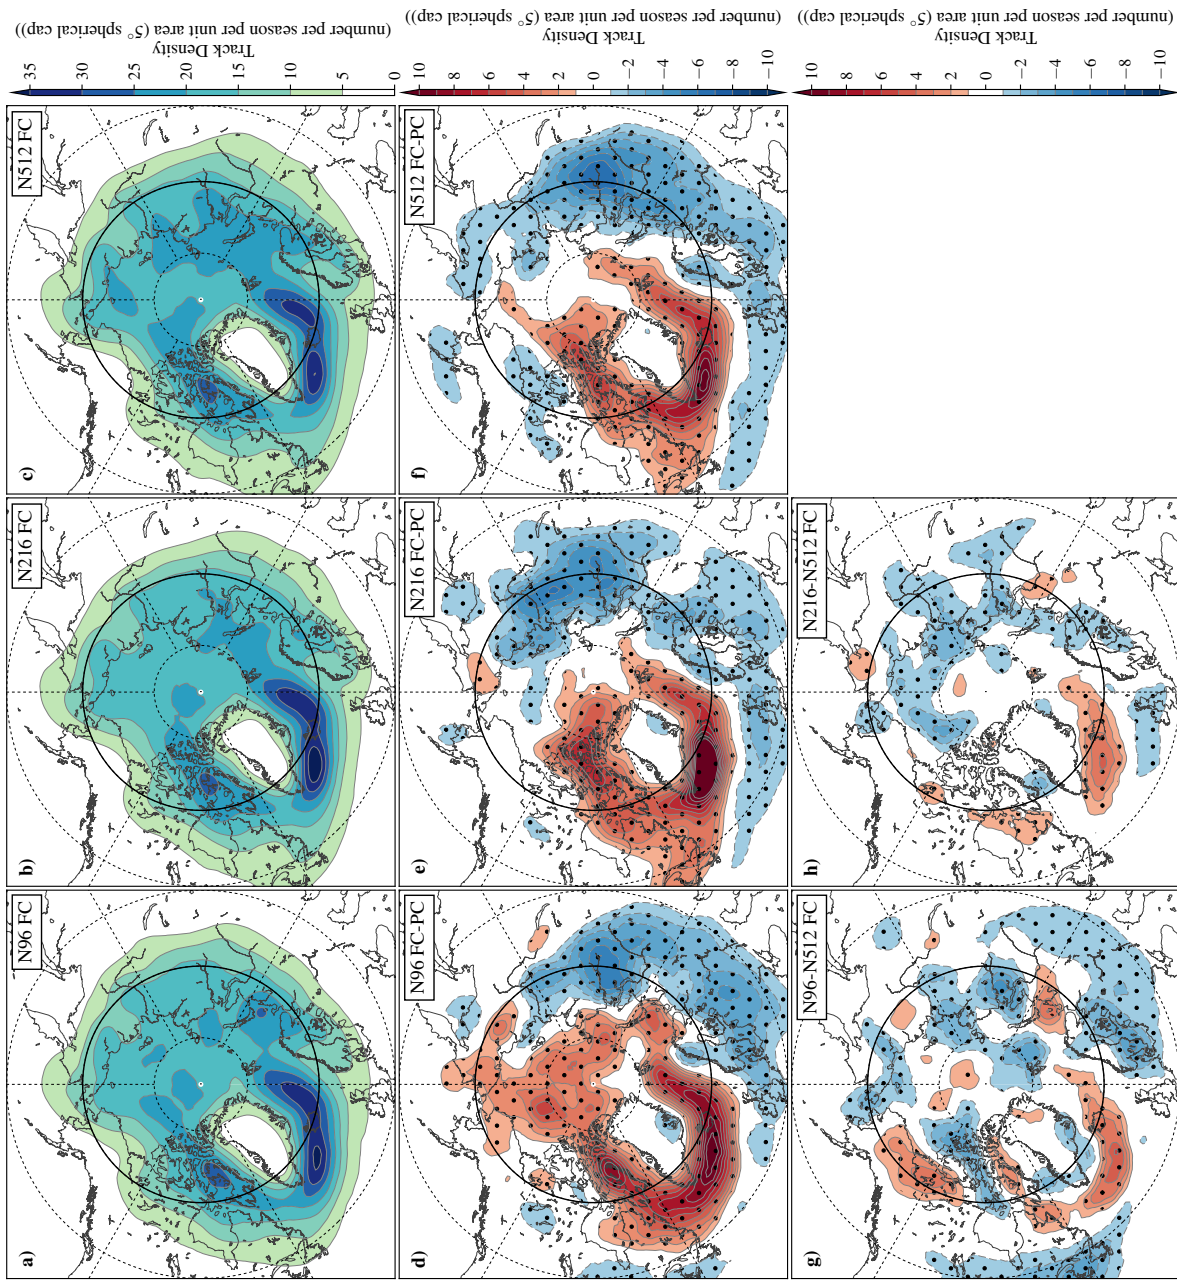 a)
N96 FC
b)
N216 FC
c)
N512 FC
35
30
25
20
15
10
5
0
Track Density
(number per season per unit area (5° spherical cap))
d)
N96 FC-PC
e)
N216 FC-PC
f)
N512 FC-PC
10
8
6
4
2
0
−2
−4
−6
−8
−10
Track Density
(number per season per unit area (5° spherical cap))
g)
N96-N512 FC
h)
N216-N512 FC
10
8
6
4
2
0
−2
−4
−6
−8
−10
Track Density
(number per season per unit area (5° spherical cap))